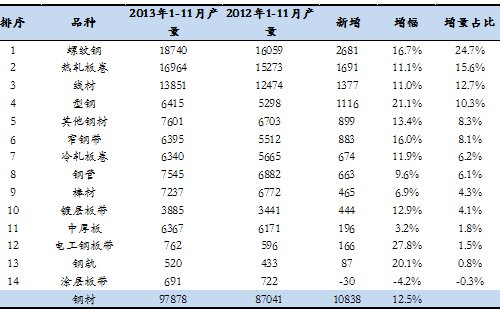 排序 品种 2013年1-11月产量 2012年1-11月产量 新增 增幅 增量占比
1 螺纹钢 18740 16059 2681 16.7% 24.7%
2 热轧板卷 16964 15273 1691 11.1% 15.6%
3 线材 13851 12474 1377 11.0% 12.7%
4 型钢 6415 5298 1116 21.1% 10.3%
5 其他钢材 7601 6703 899 13.4% 8.3%
6 窄钢带 6395 5512 883 16.0% 8.1%
7 冷轧板卷 6340 5665 674 11.9% 6.2%
8 钢管 7545 6882 663 9.6% 6.1%
9 棒材 7237 6772 465 6.9% 4.3%
10 镀层板带 3885 3441 444 12.9% 4.1%
11 中厚板 6367 6171 196 3.2% 1.8%
12 电工钢板带 762 596 166 27.8% 1.5%
13 钢轨 520 433 87 20.1% 0.8%
14 涂层板带 691 722 -30 -4.2% -0.3%
钢材 97878 87041 10838 12.5%